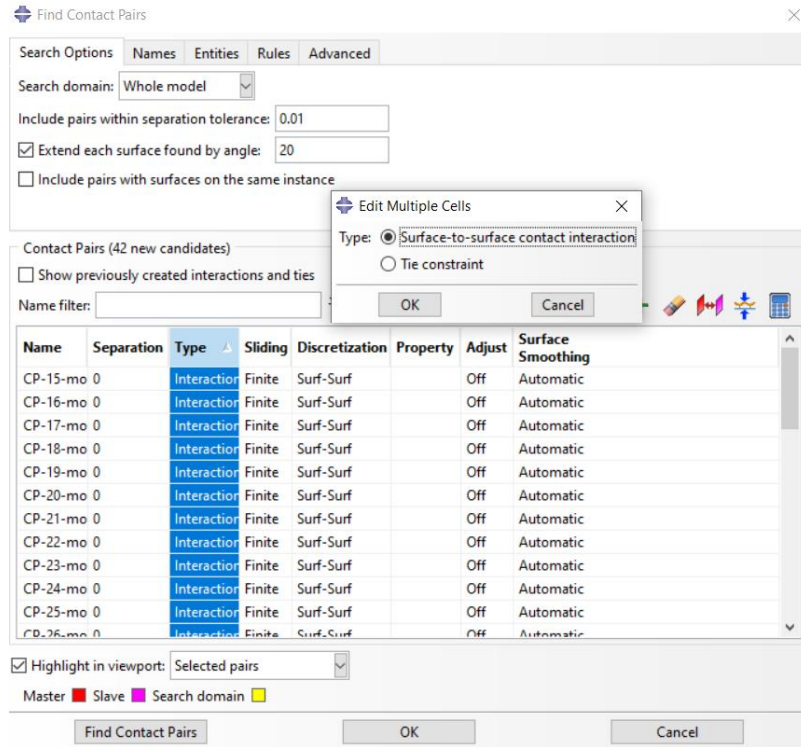 Find Contact Pairs
Search Options Names Entities Rules Advanced
Search domain: Whole model
Include pairs within separation tolerance: 0.01
Extend each surface found by angle: 20
Include pairs with surfaces on the same instance
Edit Multiple Cells
Type: Surface-to-surface contact interaction
Tie constraint
OK Cancel
Contact Pairs (42 new candidates)
Show previously created interactions and ties
Name filter:
Name Separation Type Sliding Discretization Property Adjust Surface Smoothing
CP-15-mo 0 Interaction Finite Surf-Surf Off Automatic
CP-16-mo 0 Interaction Finite Surf-Surf Off Automatic
CP-17-mo 0 Interaction Finite Surf-Surf Off Automatic
CP-18-mo 0 Interaction Finite Surf-Surf Off Automatic
CP-19-mo 0 Interaction Finite Surf-Surf Off Automatic
CP-20-mo 0 Interaction Finite Surf-Surf Off Automatic
CP-21-mo 0 Interaction Finite Surf-Surf Off Automatic
CP-22-mo 0 Interaction Finite Surf-Surf Off Automatic
CP-23-mo 0 Interaction Finite Surf-Surf Off Automatic
CP-24-mo 0 Interaction Finite Surf-Surf Off Automatic
CP-25-mo 0 Interaction Finite Surf-Surf Off Automatic
CP-26-mo 0 Interaction Finite Surf-Surf Off Automatic
Highlight in viewport: Selected pairs
Master Slave Search domain
Find Contact Pairs OK Cancel